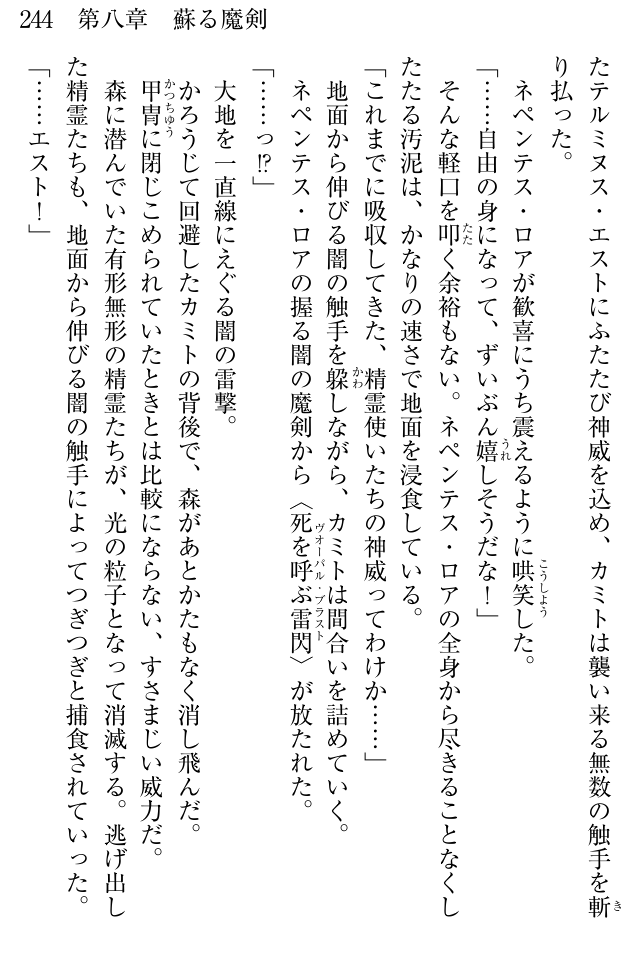 244　第八章　蘇る魔剣
たテルミヌス・エストにふたたび神威を込め、カミトは襲い来る無数の触手を斬
り払った。
　ネペンテス・ロアが歓喜にうち震えるように哄笑した。
「……自由の身になって、ずいぶん嬉しそうだな！」
　そんな軽口を叩く余裕もない。ネペンテス・ロアの全身から尽きることなくし
たたる汚泥は、かなりの速さで地面を浸食している。
「これまでに吸収してきた、精霊使いたちの神威ってわけか……」
　地面から伸びる闇の触手を躱しながら、カミトは間合いを詰めていく。
　ネペンテス・ロアの握る闇の魔剣から〈死を呼ぶ雷閃〉が放たれた。
「……っ!?」
　大地を一直線にえぐる闇の雷撃。
　かろうじて回避したカミトの背後で、森があとかたもなく消し飛んだ。
　甲冑に閉じこめられていたときとは比較にならない、すさまじい威力だ。
　森に潜んでいた有形無形の精霊たちが、光の粒子となって消滅する。逃げ出し
た精霊たちも、地面から伸びる闇の触手によってつぎつぎと捕食されていった。
「……エスト！」